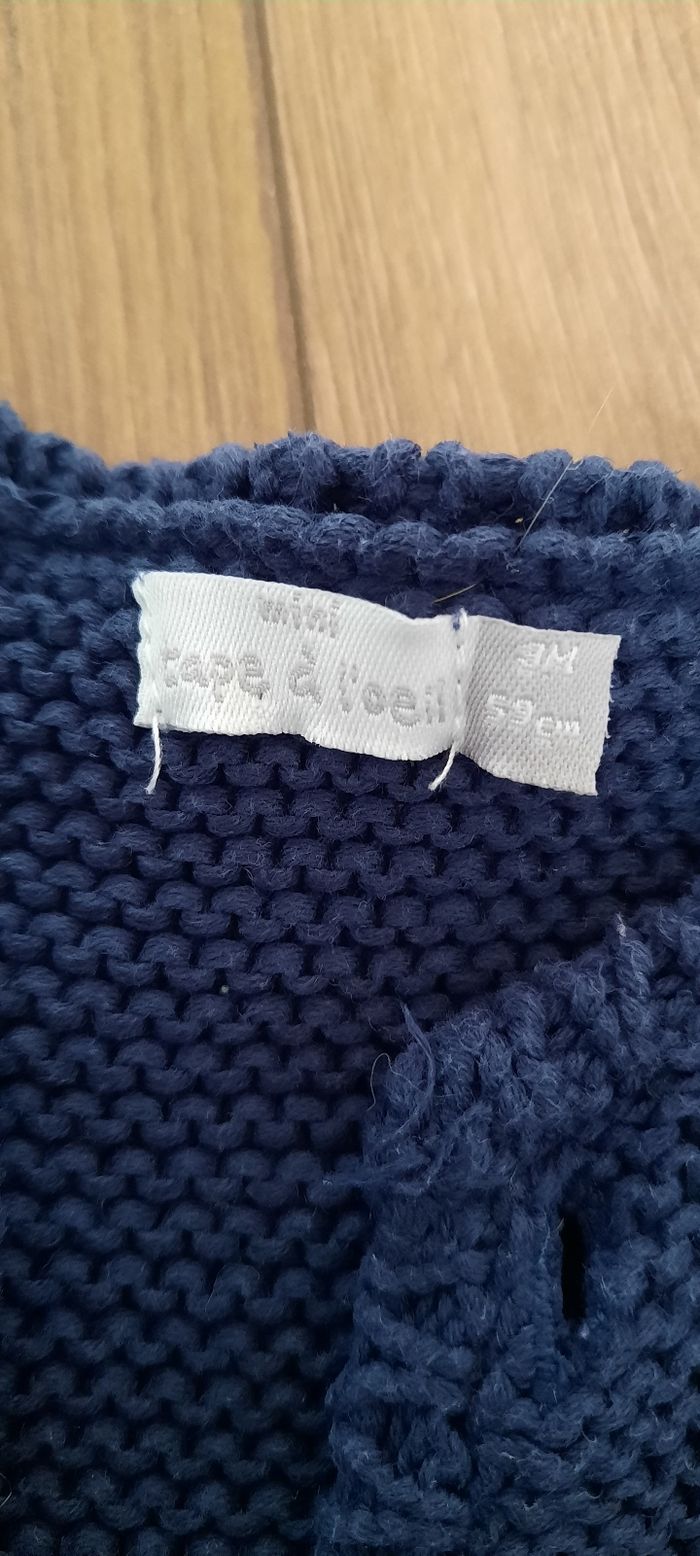 mini
tape à l'oeil
3M
59cm